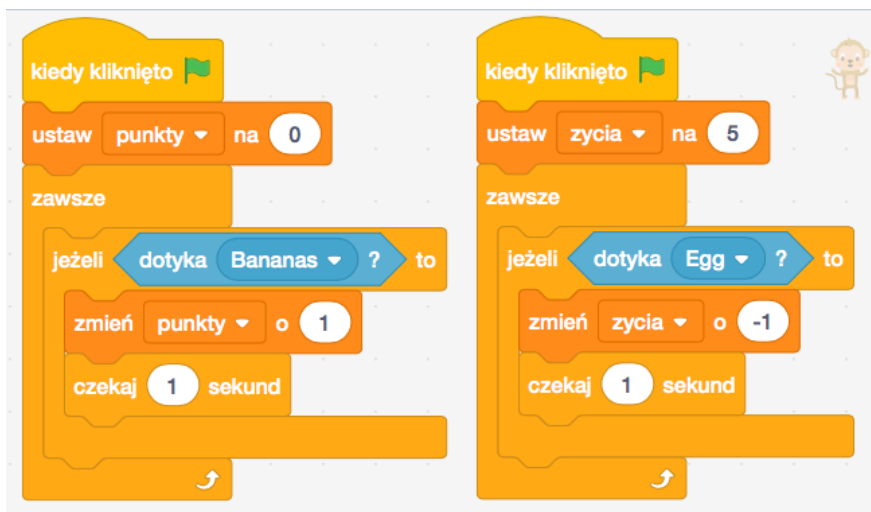 kiedy kliknięto
ustaw punkty na 0
zawsze
jeżeli dotyka Bananas ? to
zmień punkty o 1
czekaj 1 sekund
kiedy kliknięto
ustaw zycia na 5
zawsze
jeżeli dotyka Egg ? to
zmień zycia o -1
czekaj 1 sekund